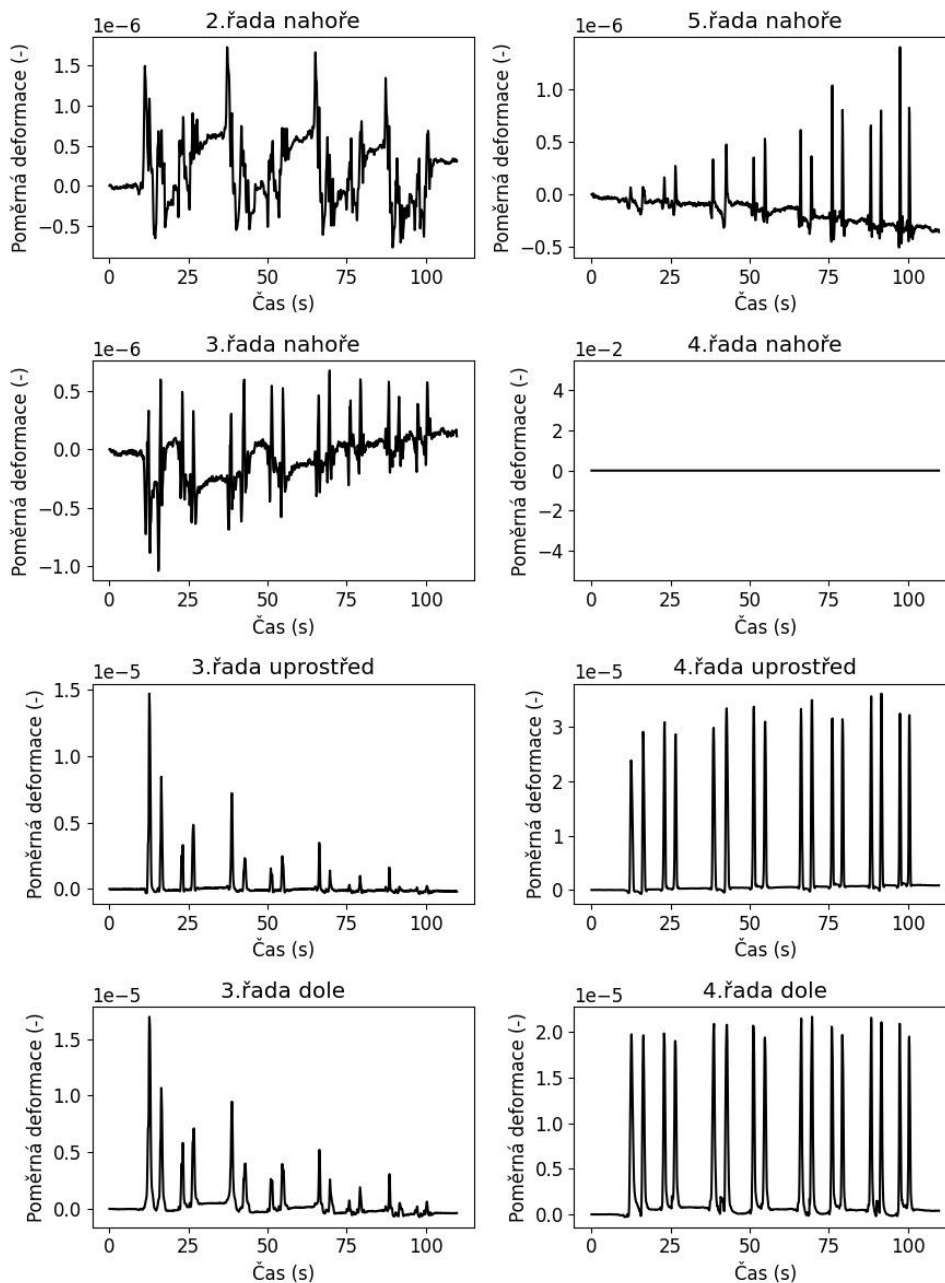 2.řada nahoře
1e−6
Poměrná deformace (-)
1.5
1.0
0.5
0.0
−0.5
0 25 50 75 100
Čas (s)
5.řada nahoře
1e−6
Poměrná deformace (-)
1.0
0.5
0.0
−0.5
0 25 50 75 100
Čas (s)
3.řada nahoře
1e−6
Poměrná deformace (-)
0.5
0.0
−0.5
−1.0
0 25 50 75 100
Čas (s)
4.řada nahoře
1e−2
Poměrná deformace (-)
4
2
0
−2
−4
0 25 50 75 100
Čas (s)
3.řada uprostřed
1e−5
Poměrná deformace (-)
1.5
1.0
0.5
0.0
0 25 50 75 100
Čas (s)
4.řada uprostřed
1e−5
Poměrná deformace (-)
3
2
1
0
0 25 50 75 100
Čas (s)
3.řada dole
1e−5
Poměrná deformace (-)
1.5
1.0
0.5
0.0
0 25 50 75 100
Čas (s)
4.řada dole
1e−5
Poměrná deformace (-)
2.0
1.5
1.0
0.5
0.0
0 25 50 75 100
Čas (s)